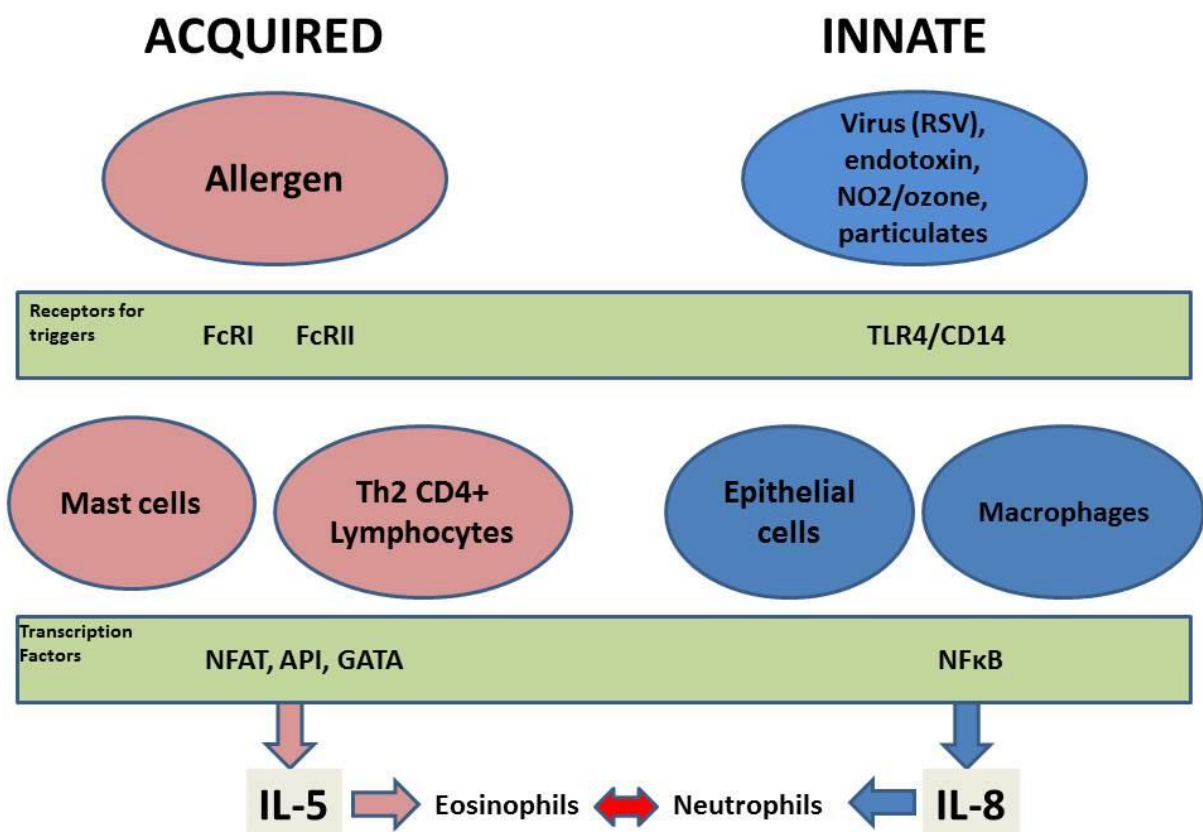 ACQUIRED
INNATE
Allergen
Virus (RSV),
endotoxin,
NO2/ozone,
particulates
Receptors for
triggers
FcRI
FcRII
TLR4/CD14
Mast cells
Th2 CD4+
Lymphocytes
Epithelial
cells
Macrophages
Transcription
Factors
NFAT, API, GATA
NFκB
IL-5
Eosinophils
Neutrophils
IL-8